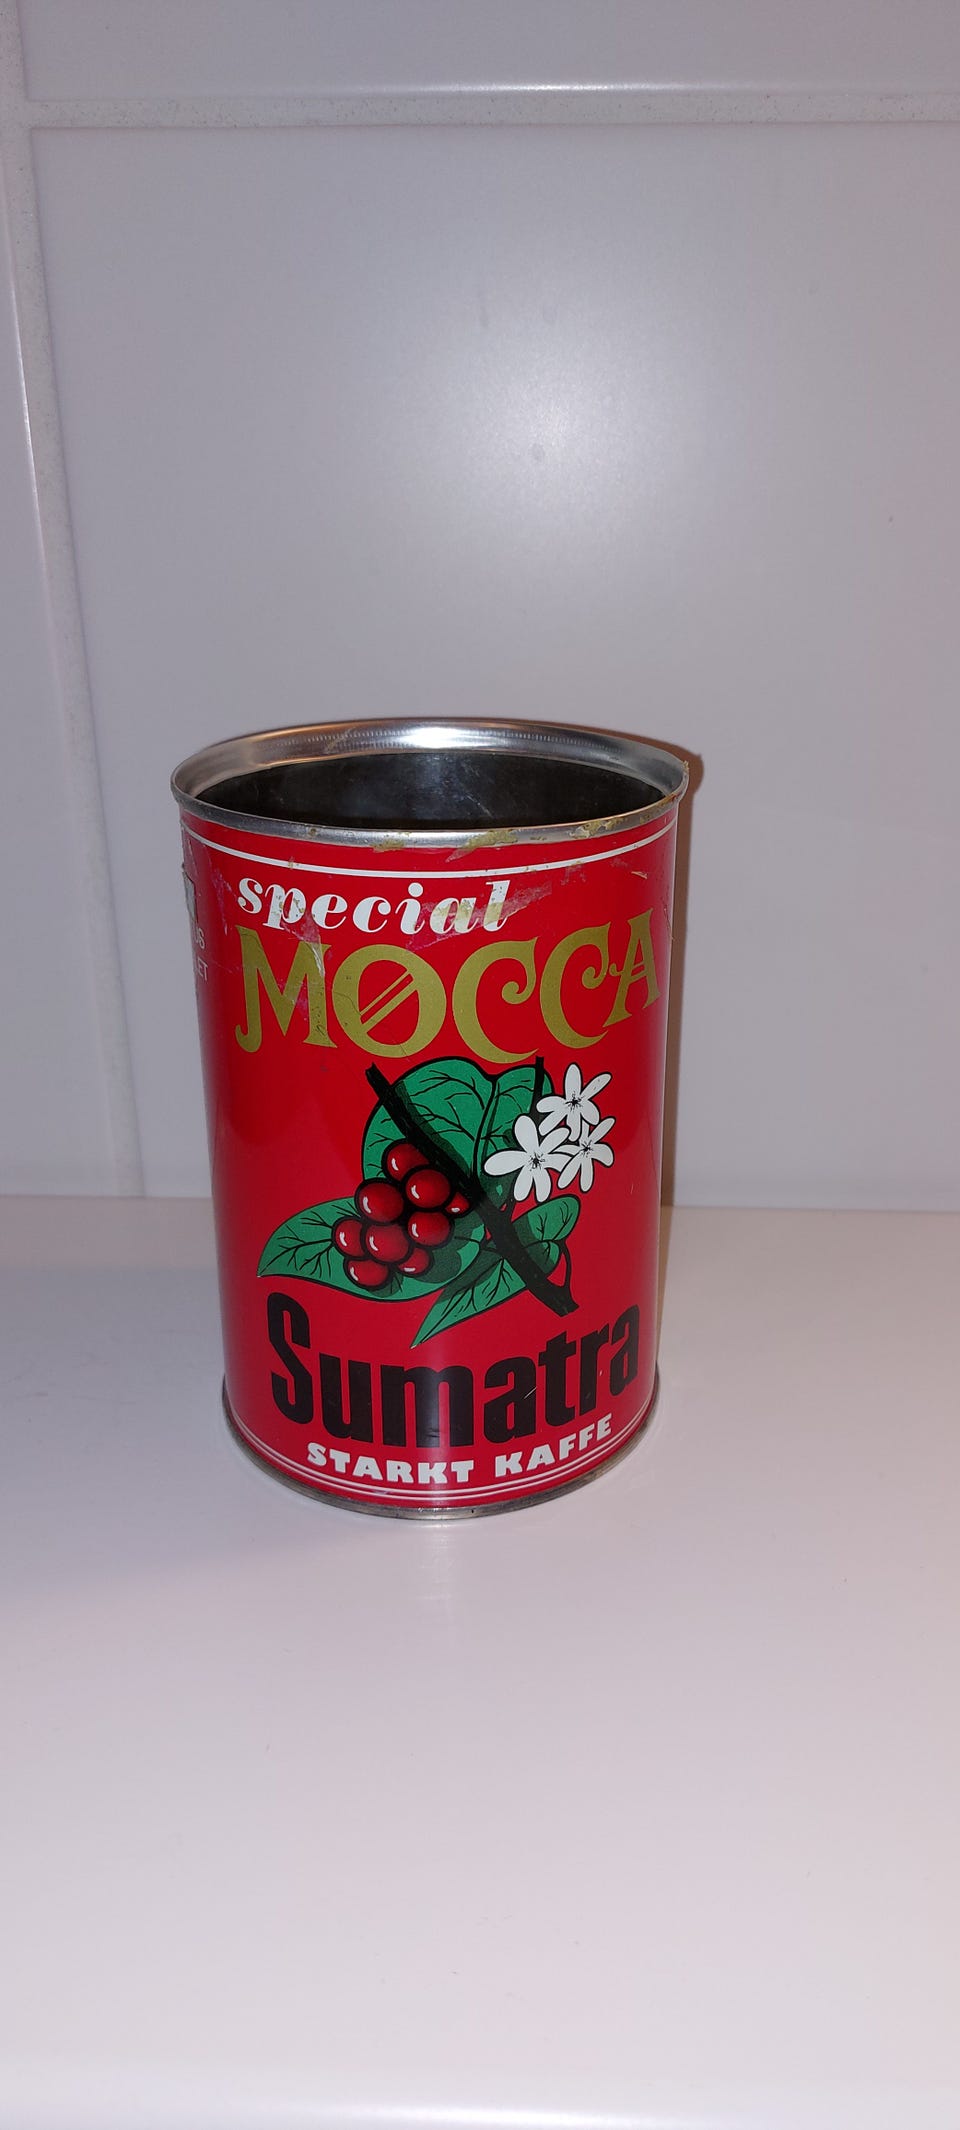 special
MOCCA
Sumatra
STARKT KAFFE